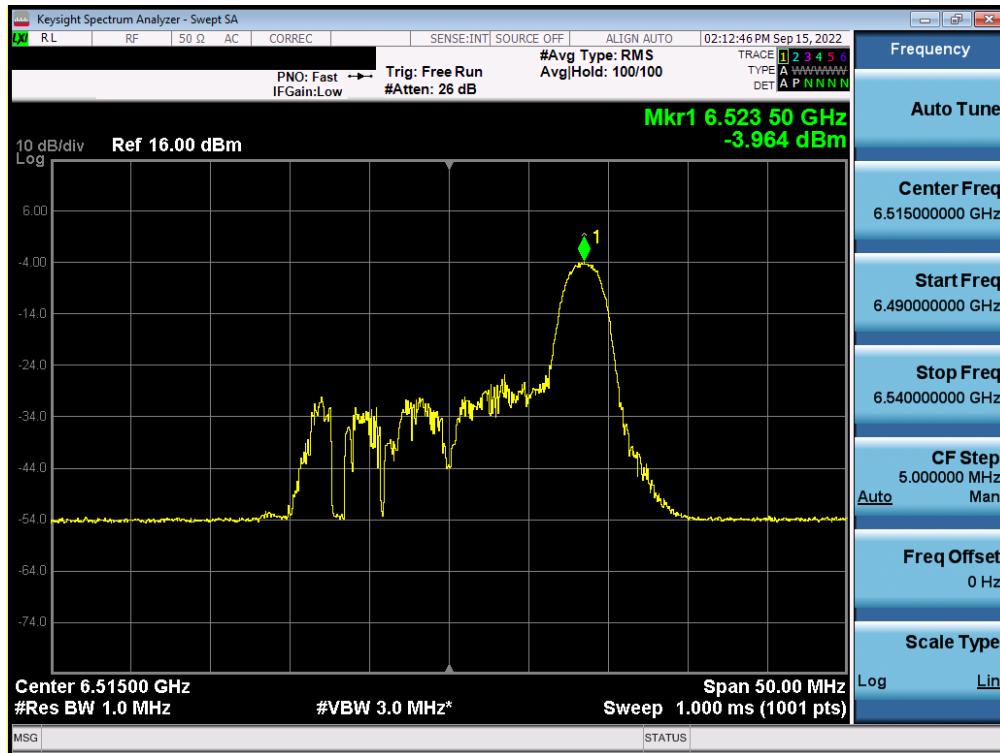 Keysight Spectrum Analyzer - Swept SA
LXI RL RF 50 Ω AC CORREC SENSE:INT SOURCE OFF ALIGN AUTO 02:12:46 PM Sep 15, 2022
Frequency
PNO: Fast
IFGain:Low
Trig: Free Run
#Atten: 26 dB
#Avg Type: RMS
Avg|Hold: 100/100
TRACE 1 2 3 4 5 6
TYPE A WWWWW
DET A P N N N N
Mkr1 6.523 50 GHz
-3.964 dBm
10 dB/div
Log
Ref 16.00 dBm
6.00
-4.00
-14.0
-24.0
-34.0
-44.0
-54.0
-64.0
-74.0
1
Center 6.51500 GHz
Span 50.00 MHz
#Res BW 1.0 MHz
#VBW 3.0 MHz*
Sweep 1.000 ms (1001 pts)
MSG
STATUS
Auto Tune
Center Freq
6.515000000 GHz
Start Freq
6.490000000 GHz
Stop Freq
6.540000000 GHz
CF Step
5.000000 MHz
Auto Man
Freq Offset
0 Hz
Scale Type
Log Lin